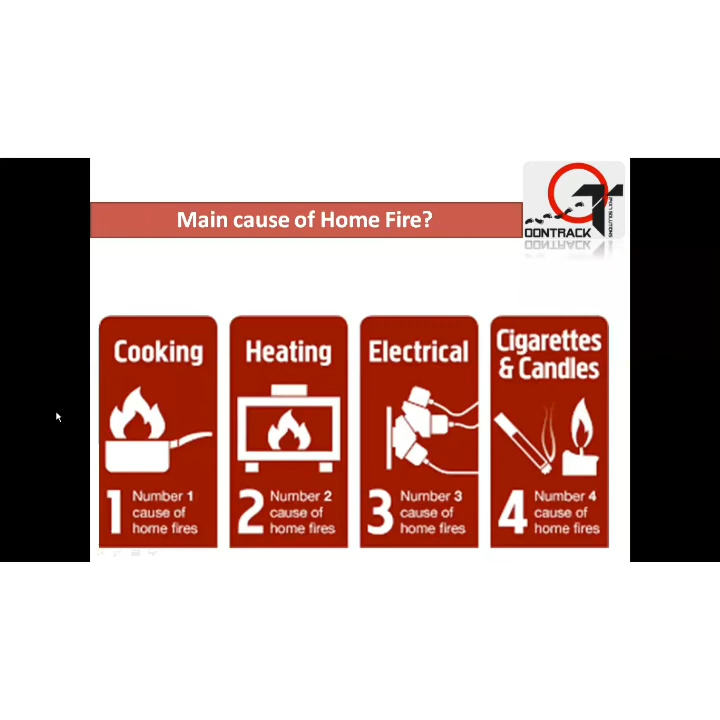 Main cause of Home Fire?
OONTRACK
Cooking
1 Number 1
cause of
home fires
Heating
2 Number 2
cause of
home fires
Electrical
3 Number 3
cause of
home fires
Cigarettes
& Candles
4 Number 4
cause of
home fires